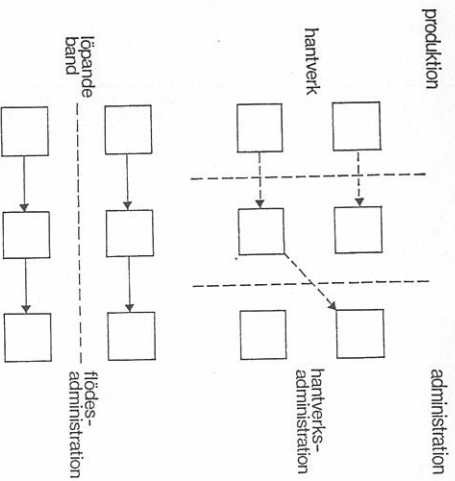 produktion
administration
hantverk
hantverks-
administration
löpande
band
flödes-
administration